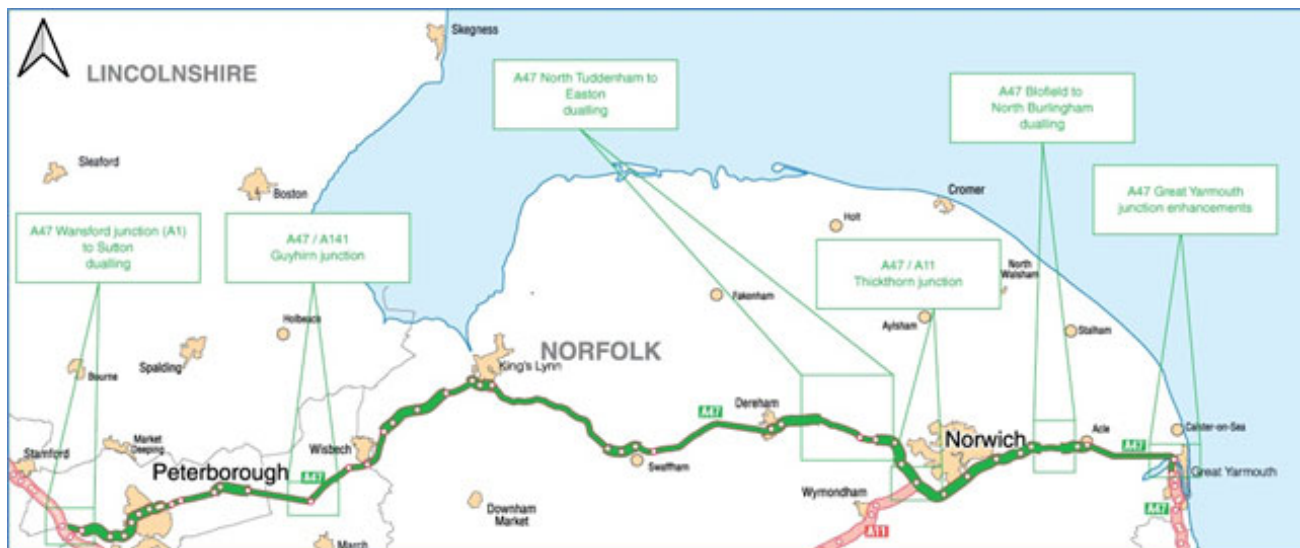 Skegness
LINCOLNSHIRE
A47 North Tuddenham to
Easton
dualling
A47 Blofield to
North Burlingham
dualling
Sleaford
Boston
A47 Great Yarmouth
junction enhancements
Cromer
A47 Wansford junction (A1)
to Sutton
dualling
A47 / A141
Guyhirn junction
Holt
A47 / A11
Thickthorn junction
North
Walsham
Fakenham
Aylsham
Stalham
Holbeach
NORFOLK
King's Lynn
Spalding
Bourne
Market
Deeping
Stamford
Peterborough
A47
Wisbech
A47
Dereham
Swaffham
Norwich
Acle
A47
Caister-on-Sea
Great Yarmouth
Wymondham
A47
A11
Downham
Market
March